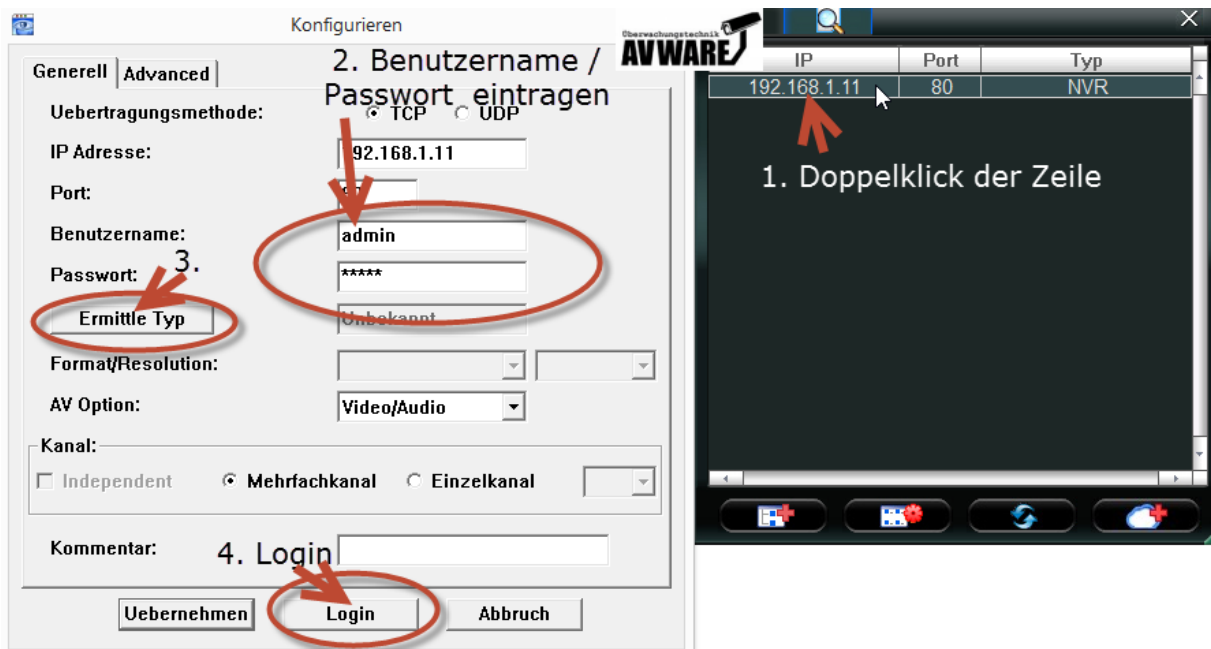 Konfigurieren
Generell Advanced
2. Benutzername /
Passwort eintragen
Uebertragungsmethode: TCP UDP
IP Adresse: 192.168.1.11
Port:
Benutzername: admin
3.
Passwort: *****
Ermittle Typ Unbekannt
Format/Resolution:
AV Option: Video/Audio
Kanal:
Independent Mehrfachkanal Einzelkanal
Kommentar:
4. Login
Uebernehmen Login Abbruch
Überwachungstechnik
AVWARE
IP Port Typ
192.168.1.11 80 NVR
1. Doppelklick der Zeile